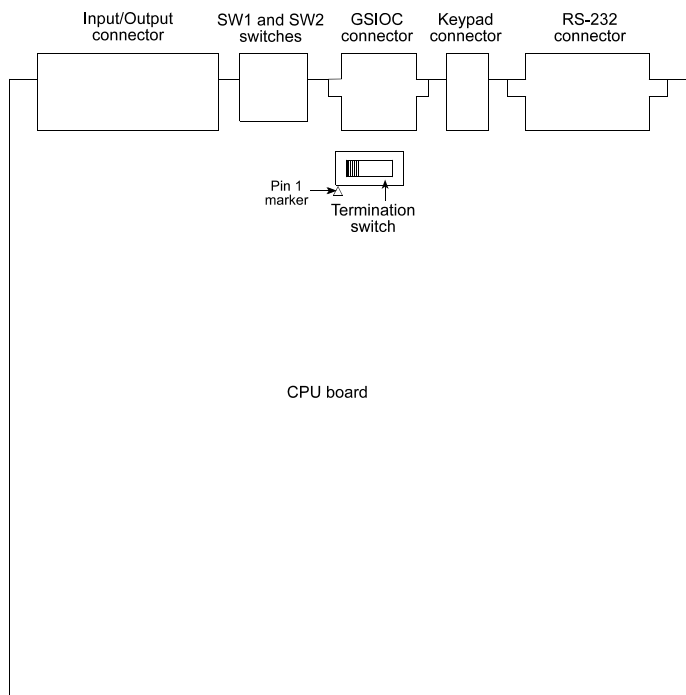 Input/Output
connector
SW1 and SW2
switches
GSIOC
connector
Keypad
connector
RS-232
connector
Pin 1
marker
Termination
switch
CPU board